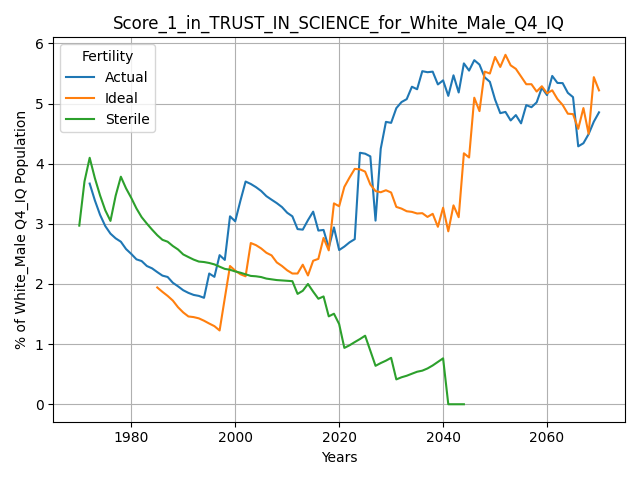 Score_1_in_TRUST_IN_SCIENCE_for_White_Male_Q4_IQ
Fertility
Actual
Ideal
Sterile
% of White_Male Q4_IQ Population
6
5
4
3
2
1
0
1980 2000 2020 2040 2060
Years